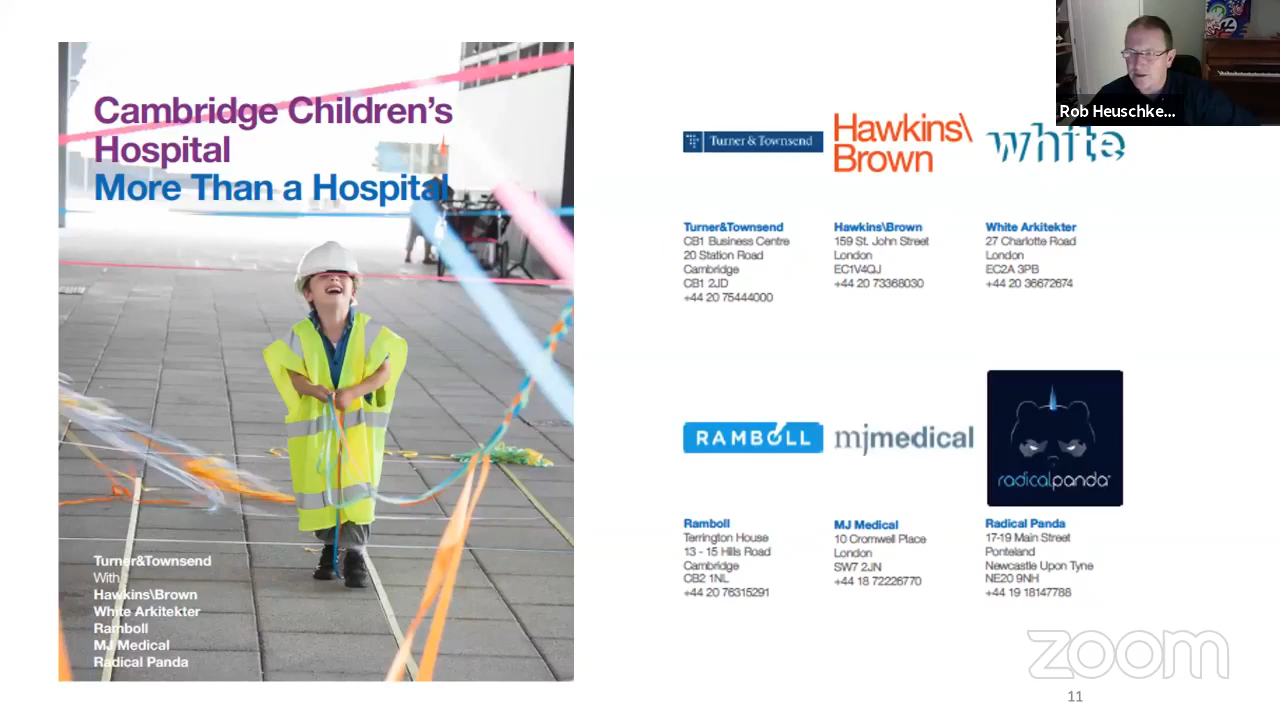 Cambridge Children's
Hospital
More Than a Hospital
Turner&Townsend
With
Hawkins\Brown
White Arkitekter
Ramboll
MJ Medical
Radical Panda
Turner & Townsend
Hawkins\
Brown
white
Turner&Townsend
CB1 Business Centre
20 Station Road
Cambridge
CB1 2JD
+44 20 75444000
Hawkins\Brown
159 St. John Street
London
EC1V4QJ
+44 20 73368030
White Arkitekter
27 Charlotte Road
London
EC2A 3PB
+44 20 36672674
RAMBOLL
mjmedical
radicalpanda
Ramboll
Terrington House
13 - 15 Hills Road
Cambridge
CB2 1NL
+44 20 76315291
MJ Medical
10 Cromwell Place
London
SW7 2JN
+44 18 72226770
Radical Panda
17-19 Main Street
Ponteland
Newcastle Upon Tyne
NE20 9NH
+44 19 18147788
Rob Heuschke...
zoom
11